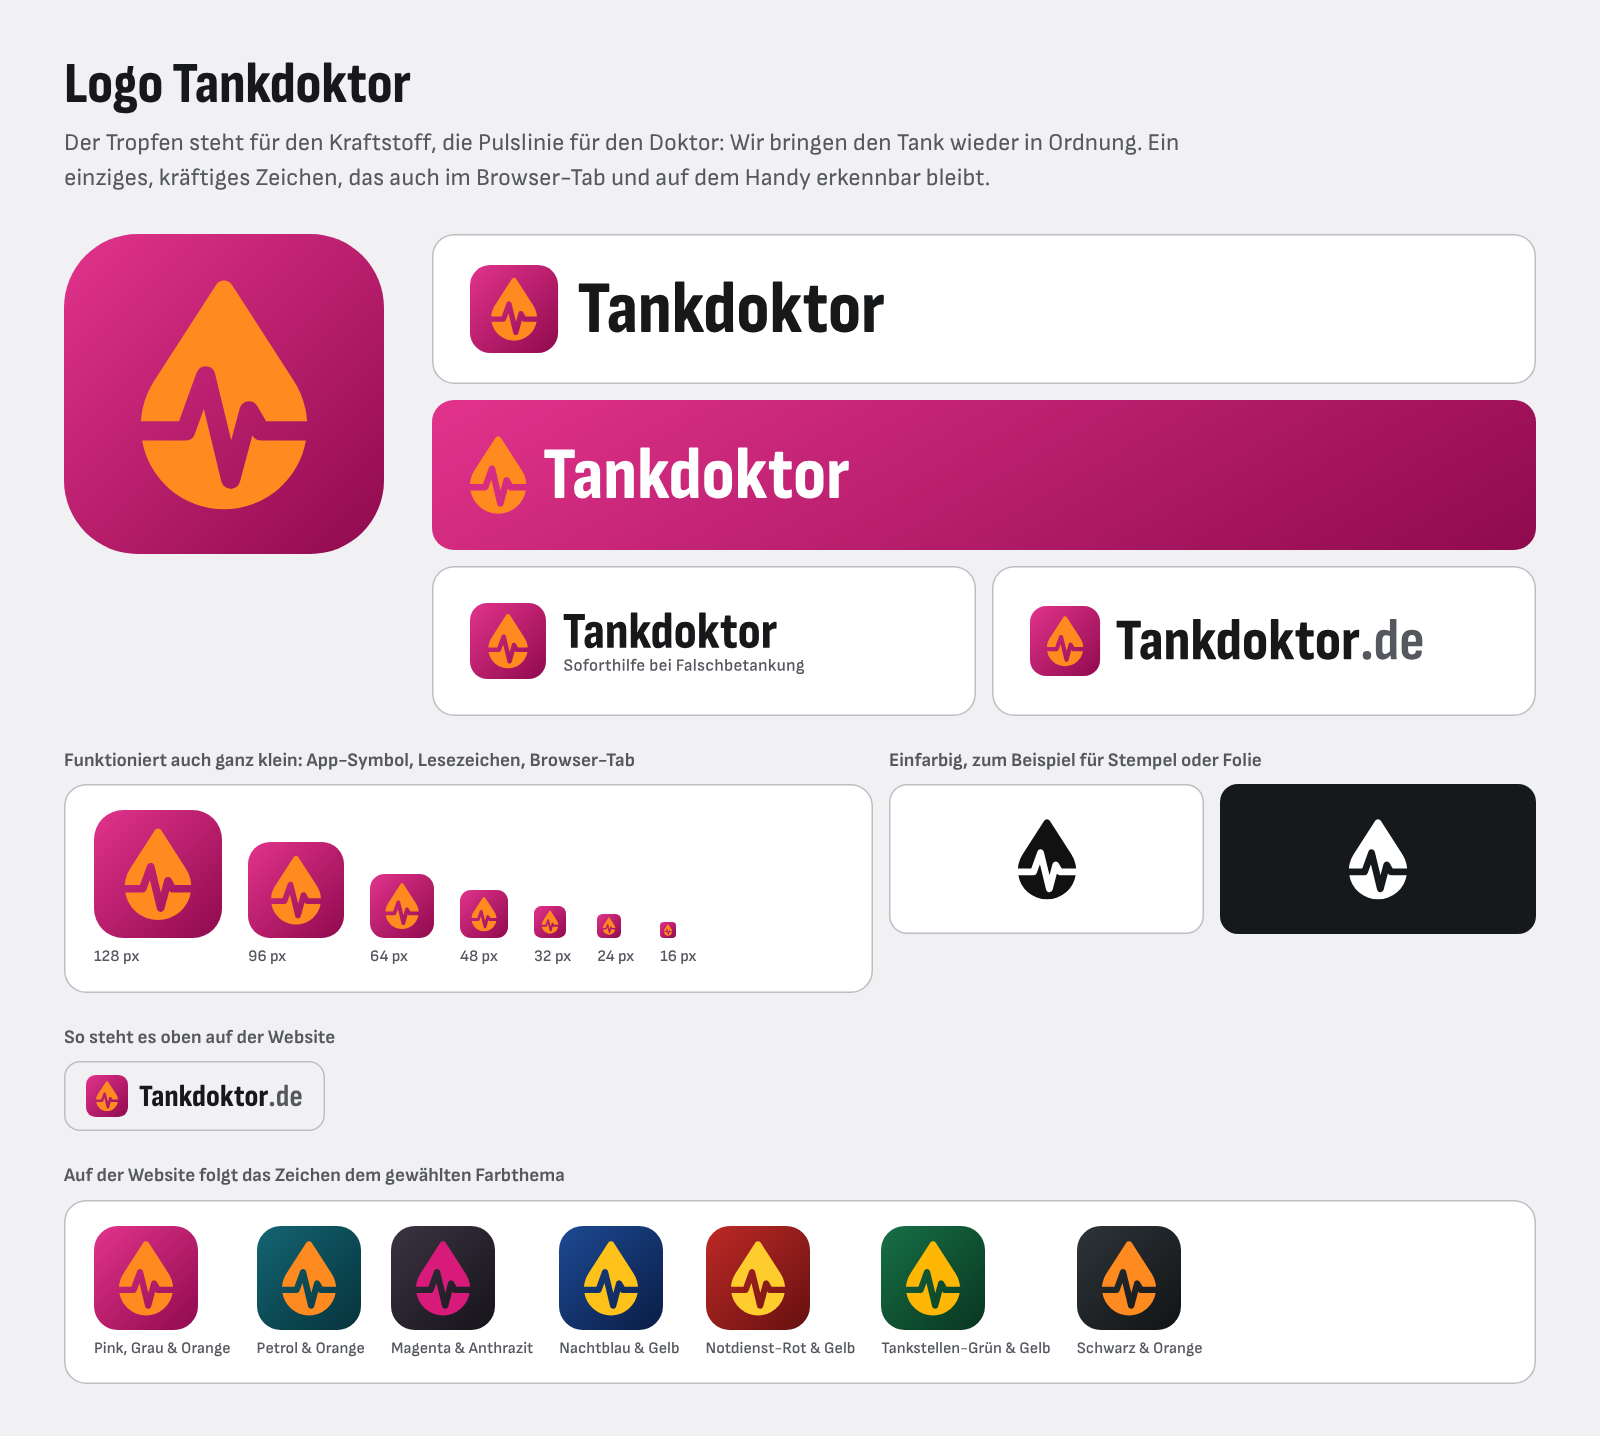 Logo Tankdoktor
Der Tropfen steht für den Kraftstoff, die Pulslinie für den Doktor: Wir bringen den Tank wieder in Ordnung. Ein
einziges, kräftiges Zeichen, das auch im Browser-Tab und auf dem Handy erkennbar bleibt.
Tankdoktor
Tankdoktor
Tankdoktor
Soforthilfe bei Falschbetankung
Tankdoktor.de
Funktioniert auch ganz klein: App-Symbol, Lesezeichen, Browser-Tab
128 px
96 px
64 px
48 px
32 px
24 px
16 px
Einfarbig, zum Beispiel für Stempel oder Folie
So steht es oben auf der Website
Tankdoktor.de
Auf der Website folgt das Zeichen dem gewählten Farbthema
Pink, Grau & Orange
Petrol & Orange
Magenta & Anthrazit
Nachtblau & Gelb
Notdienst-Rot & Gelb
Tankstellen-Grün & Gelb
Schwarz & Orange